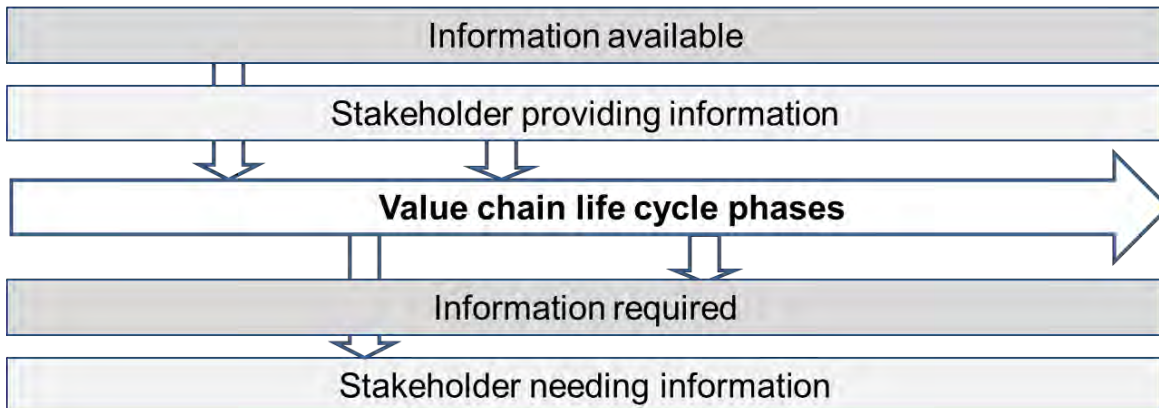 Information available
Stakeholder providing information
Value chain life cycle phases
Information required
Stakeholder needing information